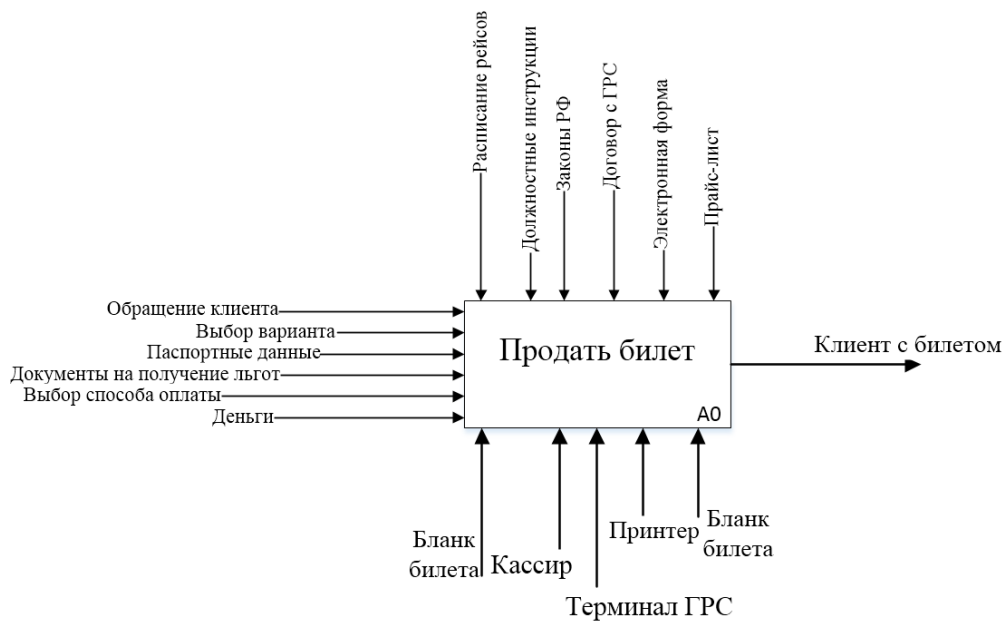 Расписание рейсов
Должностные инструкции
Законы РФ
Договор с ГРС
Электронная форма
Прайс-лист
Обращение клиента
Выбор варианта
Паспортные данные
Документы на получение льгот
Выбор способа оплаты
Деньги
Продать билет
A0
Клиент с билетом
Бланк
билета
Кассир
Терминал ГРС
Принтер
Бланк
билета